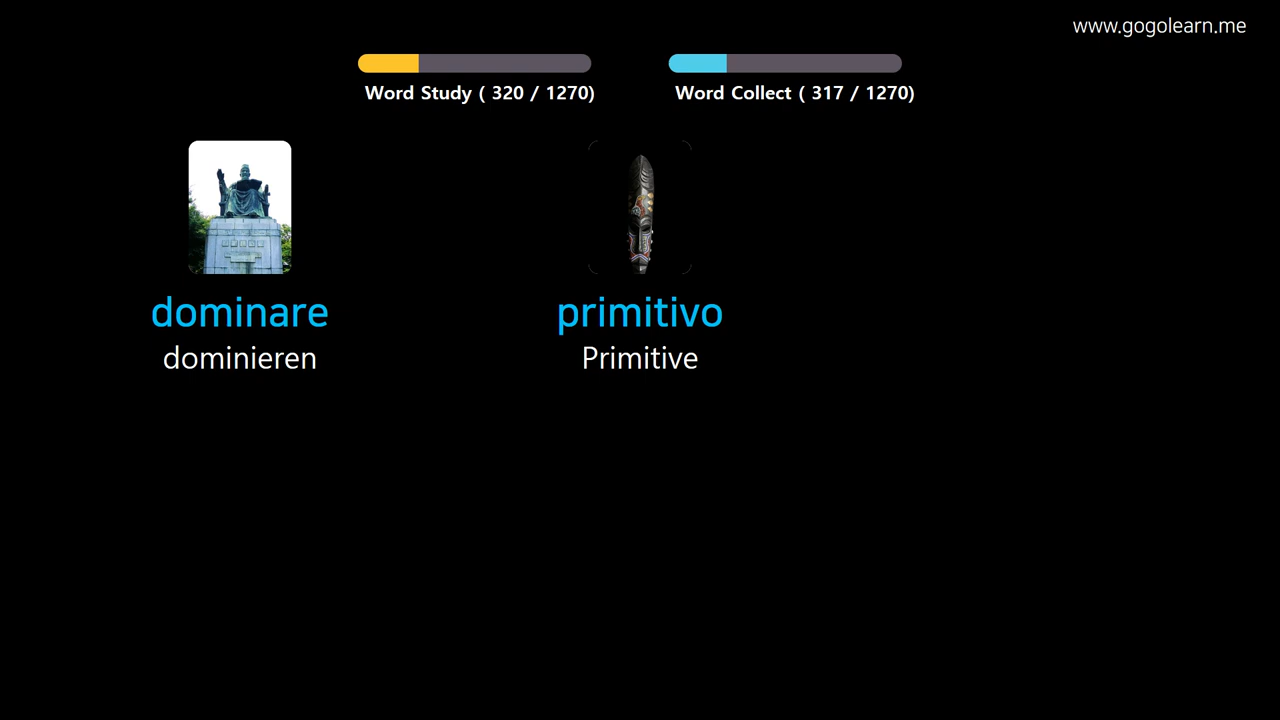 www.gogolearn.me
Word Study ( 320 / 1270)
Word Collect ( 317 / 1270)
dominare
primitivo
dominieren
Primitive